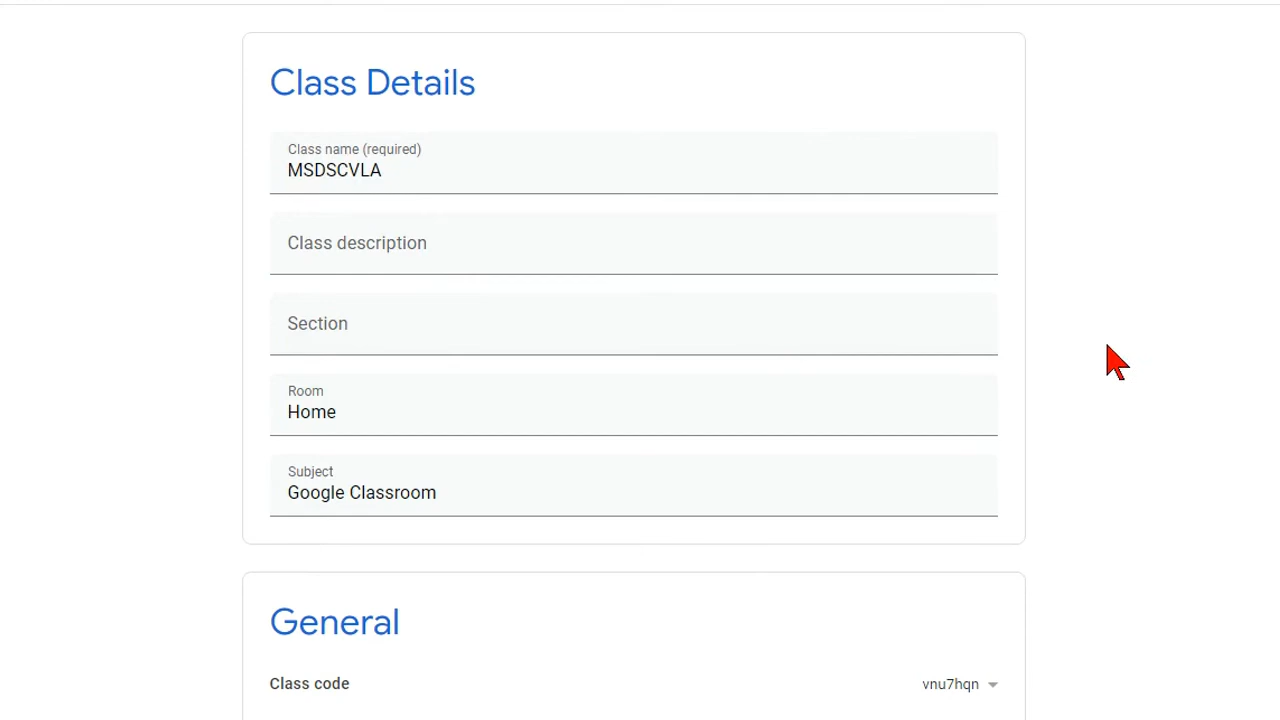 Class Details
Class name (required)
MSDSCVLA
Class description
Section
Room
Home
Subject
Google Classroom
General
Class code vnu7hqn